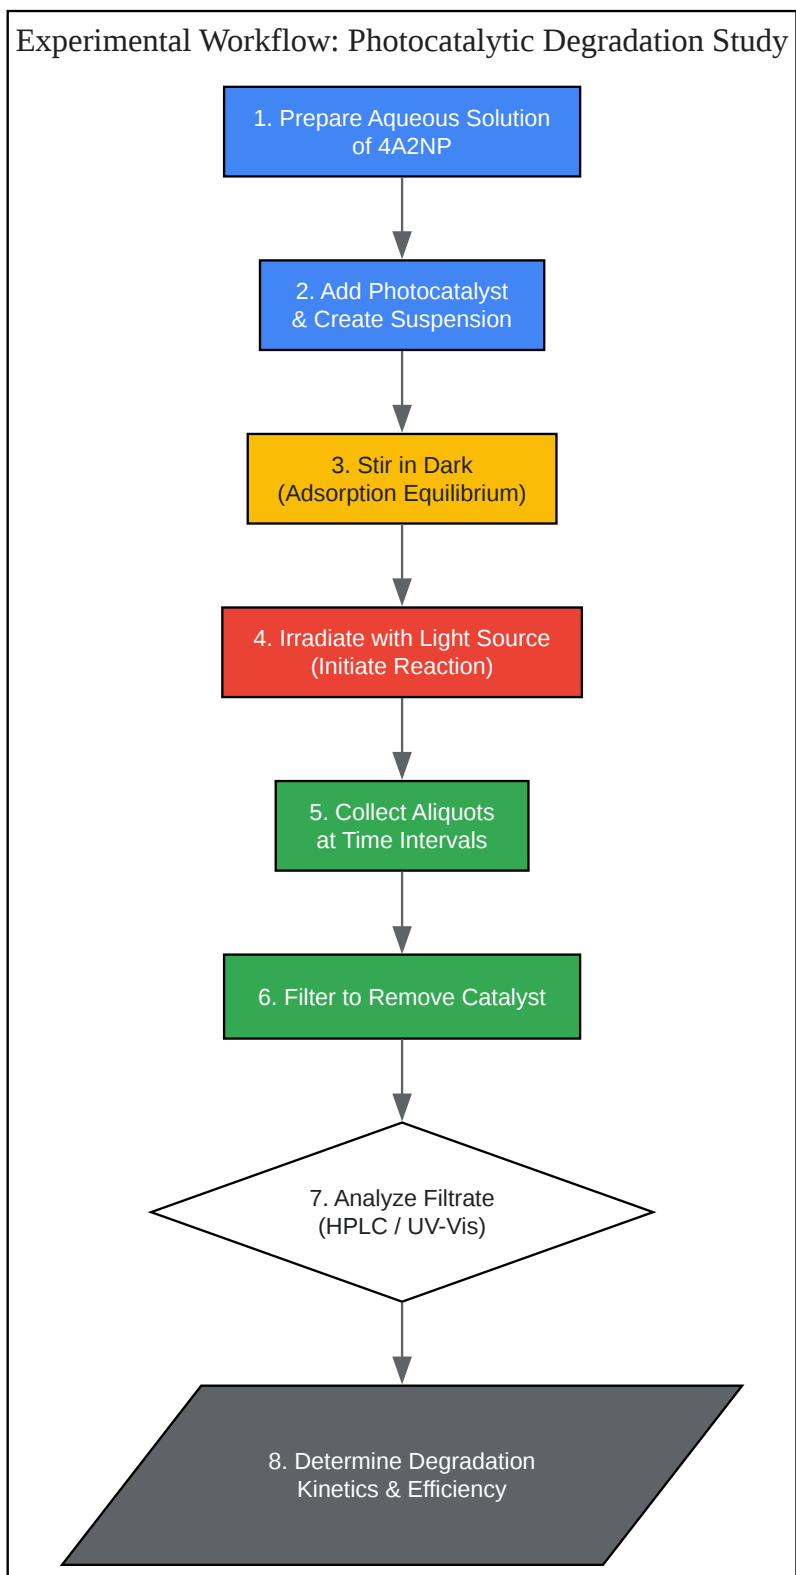 Experimental Workflow: Photocatalytic Degradation Study
1. Prepare Aqueous Solution
of 4A2NP
2. Add Photocatalyst
& Create Suspension
3. Stir in Dark
(Adsorption Equilibrium)
4. Irradiate with Light Source
(Initiate Reaction)
5. Collect Aliquots
at Time Intervals
6. Filter to Remove Catalyst
7. Analyze Filtrate
(HPLC / UV-Vis)
8. Determine Degradation
Kinetics & Efficiency